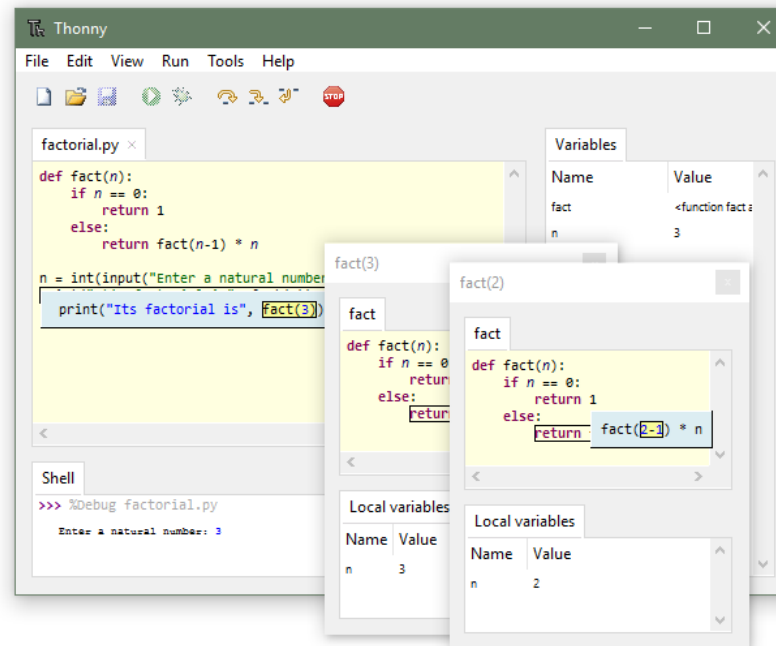 Thonny
File Edit View Run Tools Help
STOP
factorial.py
def fact(n):
if n == 0:
return 1
else:
return fact(n-1) * n
n = int(input("Enter a natural number
print("Its factorial is", fact(3))
Shell
>>> %Debug factorial.py
Enter a natural number: 3
Variables
Name Value
fact <function fact a
n 3
fact(3)
fact
def fact(n):
if n == 0
retur
else:
retur
Local variables
Name Value
n 3
fact(2)
fact
def fact(n):
if n == 0:
return 1
else:
return
fact(2-1) * n
Local variables
Name Value
n 2